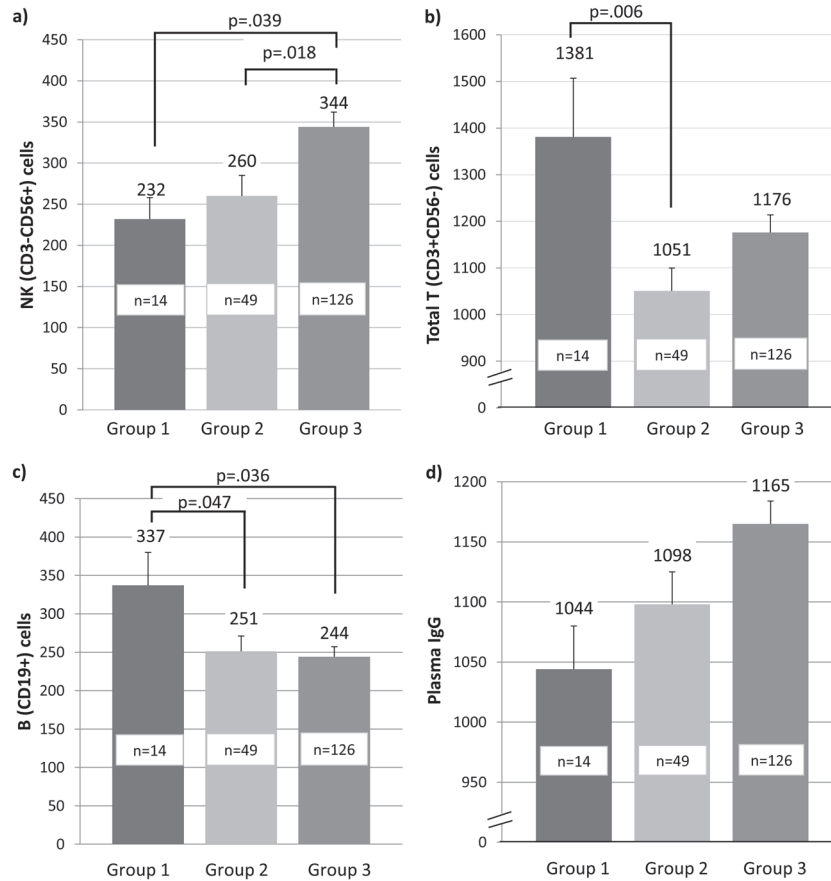 a)
p=.039
p=.018
NK (CD3-CD56+) cells
450
400
350
300
250
200
150
100
50
0
232
260
344
n=14
n=49
n=126
Group 1
Group 2
Group 3
b)
p=.006
Total T (CD3+CD56-) cells
1600
1500
1400
1300
1200
1100
1000
900
0
1381
1051
1176
n=14
n=49
n=126
Group 1
Group 2
Group 3
c)
p=.036
p=.047
B (CD19+) cells
450
400
350
300
250
200
150
100
50
0
337
251
244
n=14
n=49
n=126
Group 1
Group 2
Group 3
d)
Plasma IgG
1200
1150
1100
1050
1000
950
0
1044
1098
1165
n=14
n=49
n=126
Group 1
Group 2
Group 3